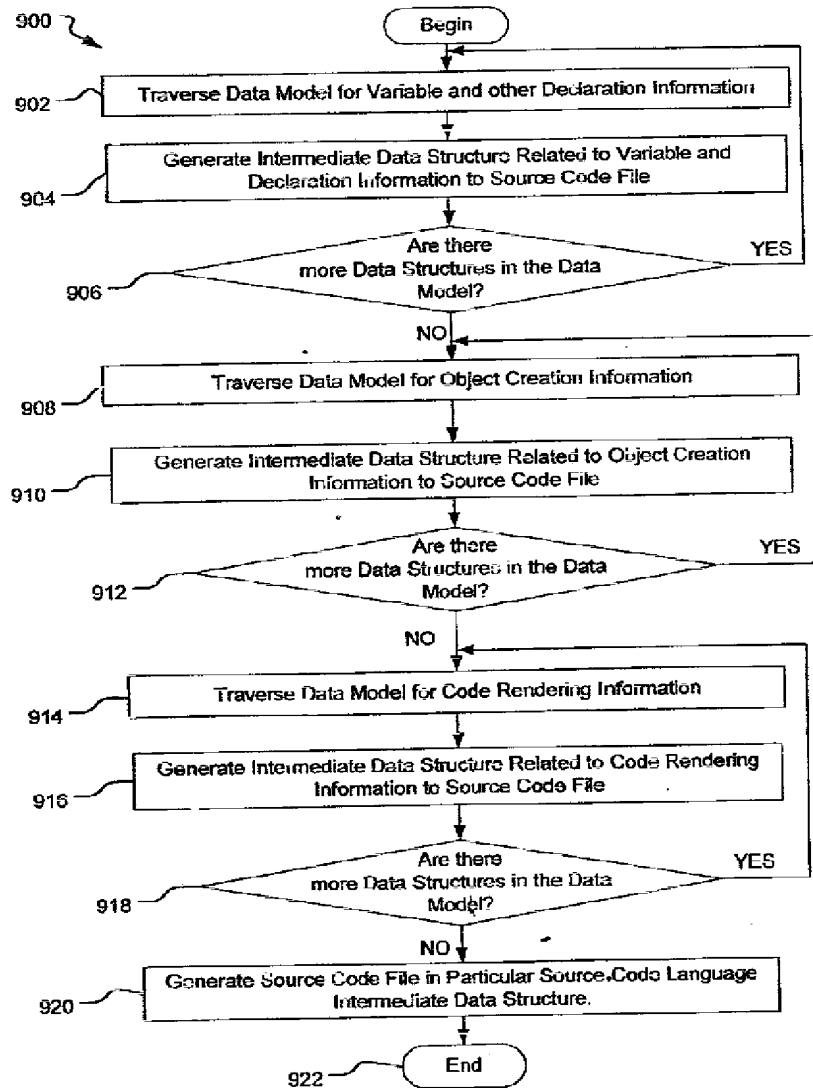 900
Begin
902
Traverse Data Model for Variable and other Declaration Information
904
Generate Intermediate Data Structure Related to Variable and
Declaration Information to Source Code File
906
Are there
more Data Structures in the Data
Model?
YES
NO
908
Traverse Data Model for Object Creation Information
910
Generate Intermediate Data Structure Related to Object Creation
Information to Source Code File
912
Are there
more Data Structures in the Data
Model?
YES
NO
914
Traverse Data Model for Code Rendering Information
916
Generate Intermediate Data Structure Related to Code Rendering
Information to Source Code File
918
Are there
more Data Structures in the Data
Model?
YES
NO
920
Generate Source Code File in Particular Source Code Language
Intermediate Data Structure.
922
End